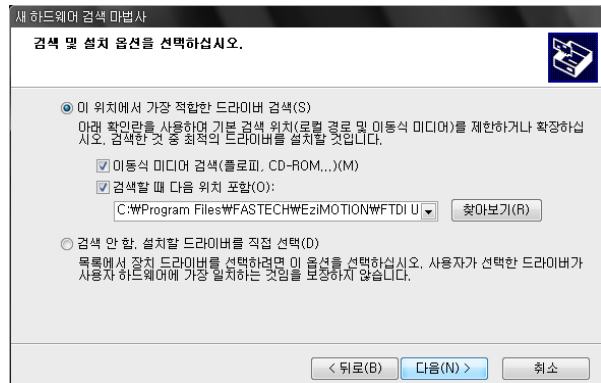 새 하드웨어 검색 마법사
검색 및 설치 옵션을 선택하십시오.
이 위치에서 가장 적합한 드라이버 검색(S)
아래 확인란을 사용하여 기본 검색 위치(로컬 경로 및 이동식 미디어)를 제한하거나 확장하십
시오. 검색한 것 중 최적의 드라이버를 설치할 것입니다.
이동식 미디어 검색(플로피, CD-ROM...)(M)
검색할 때 다음 위치 포함(O):
C:₩Program Files₩FASTECH₩EziMOTION₩FTDI U
찾아보기(R)
검색 안 함. 설치할 드라이버를 직접 선택(D)
목록에서 장치 드라이버를 선택하려면 이 옵션을 선택하십시오. 사용자가 선택한 드라이버가
사용자 하드웨어에 가장 일치하는 것임을 보장하지 않습니다.
< 뒤로(B) 다음(N) > 취소